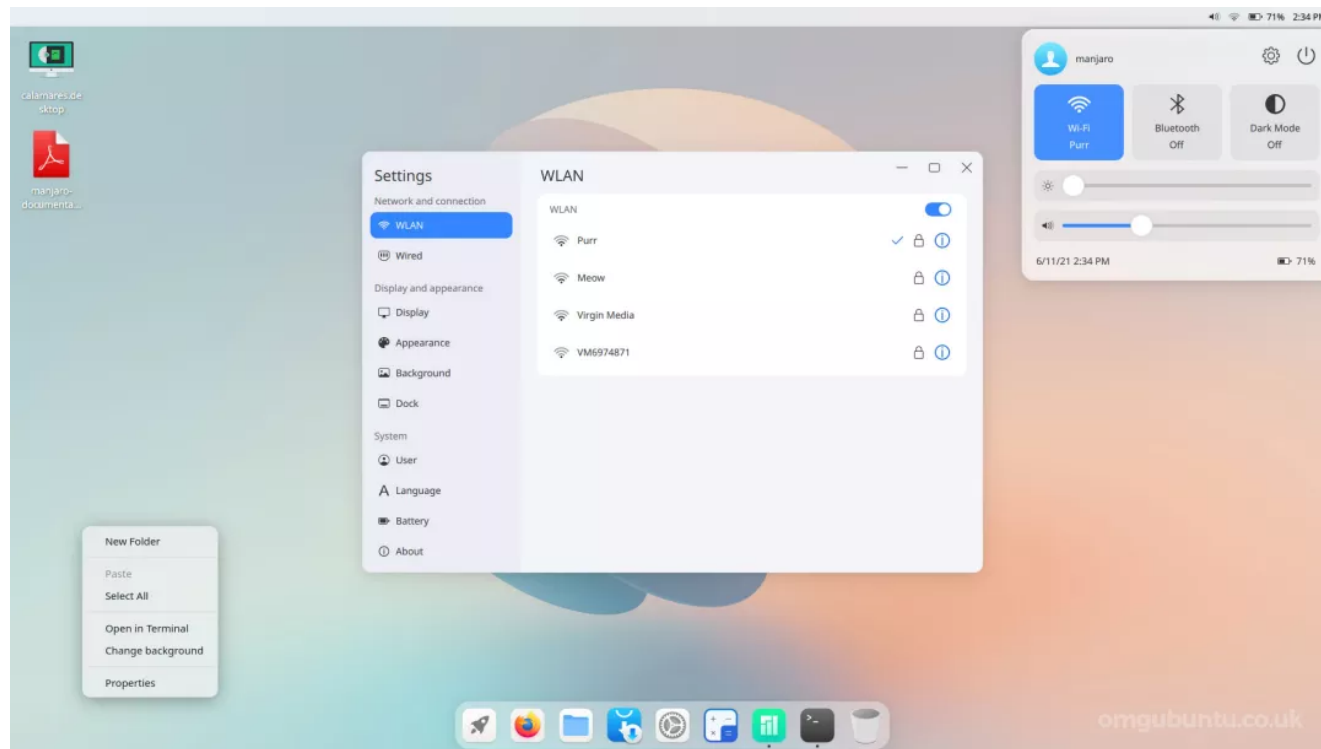 71% 2:34 PM
calamares.de
sktop
manjaro-
documenta...
manjaro
Wi-Fi
Purr
Bluetooth
Off
Dark Mode
Off
6/11/21 2:34 PM
71%
Settings
Network and connection
WLAN
Wired
Display and appearance
Display
Appearance
Background
Dock
System
User
Language
Battery
About
WLAN
WLAN
Purr
Meow
Virgin Media
VM6974871
New Folder
Paste
Select All
Open in Terminal
Change background
Properties
omgubuntu.co.uk